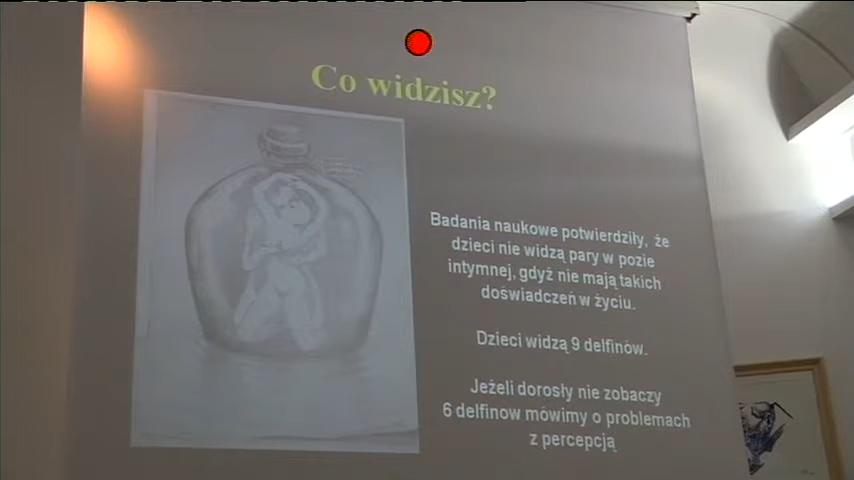 Co widzisz?
Badania naukowe potwierdziły, że
dzieci nie widzą pary w pozie
intymnej, gdyż nie mają takich
doświadczeń w życiu.
Dzieci widzą 9 delfinów.
Jeżeli dorosły nie zobaczy
6 delfinów mówimy o problemach
z percepcją